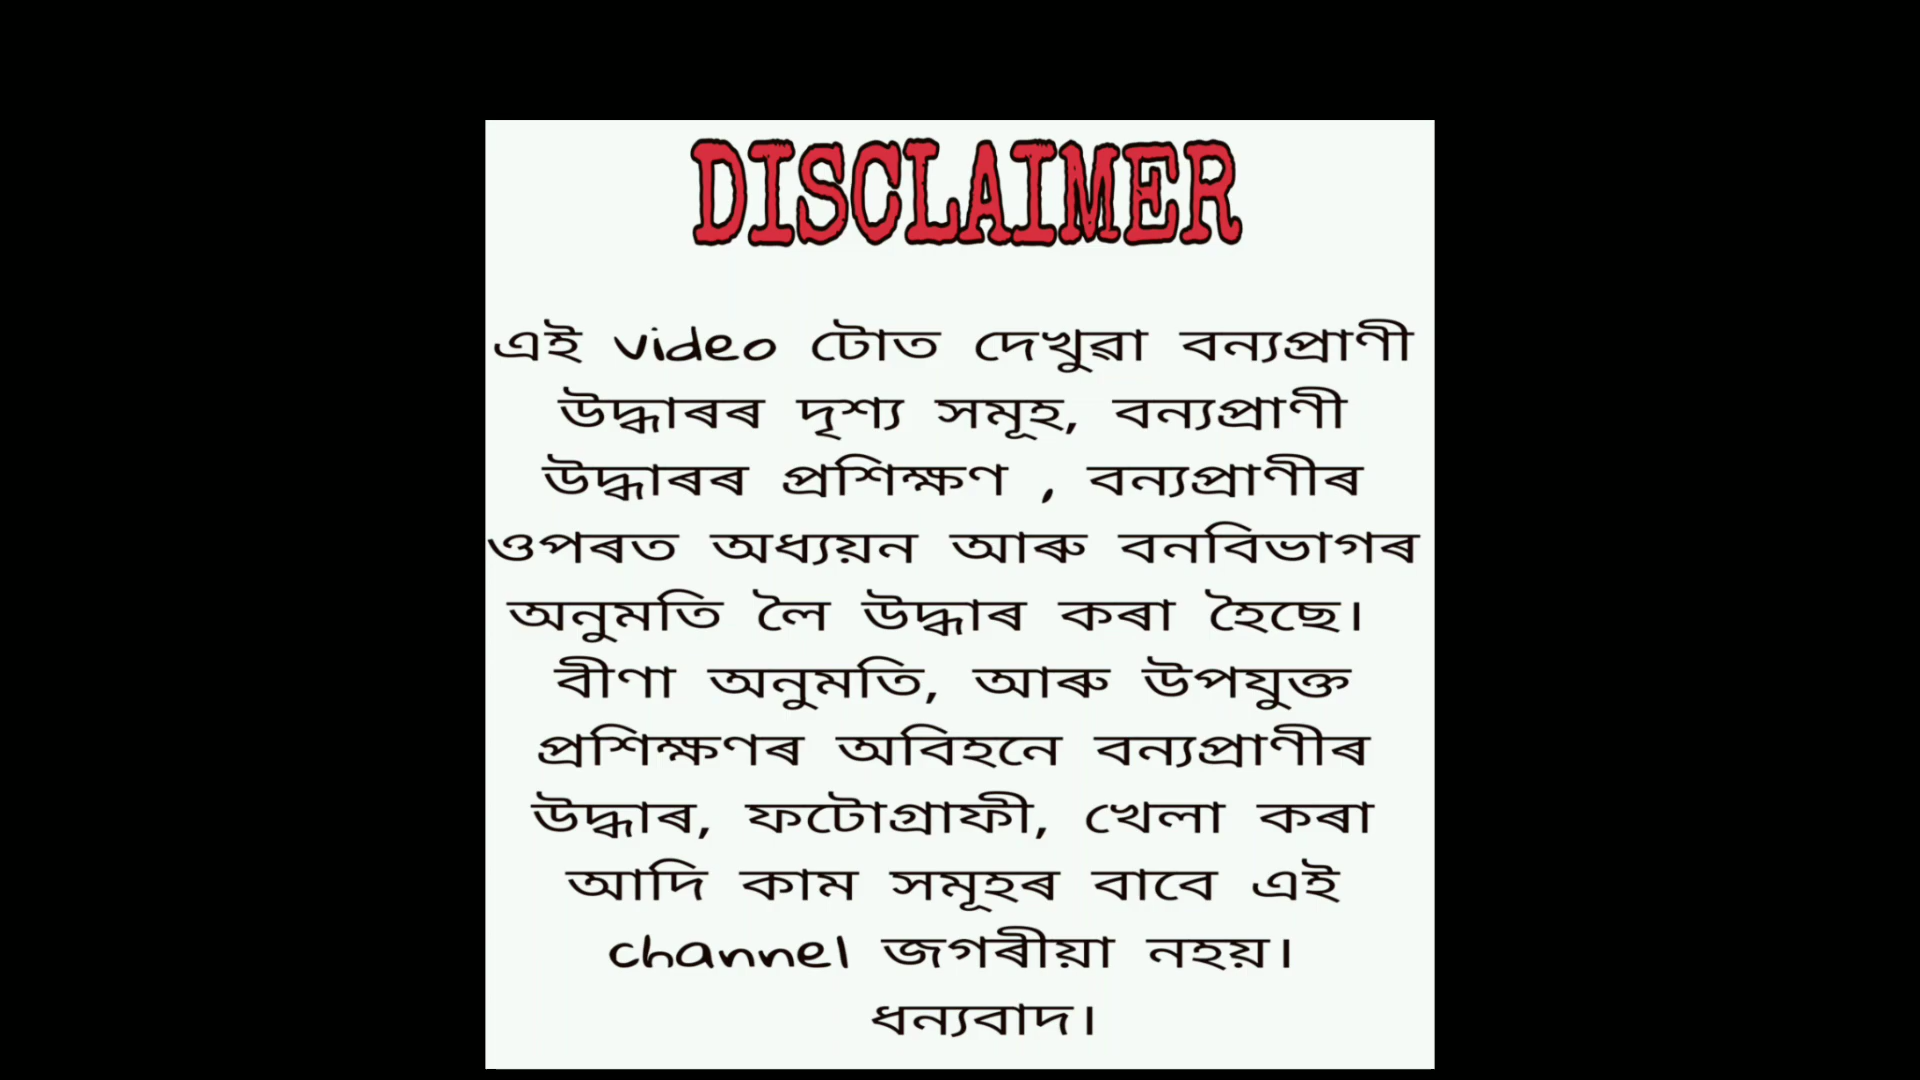 DISCLAIMER
এই video টোত দেখুৱা বন্যপ্ৰাণী
উদ্ধাৰৰ দৃশ্য সমূহ, বন্যপ্ৰাণী
উদ্ধাৰৰ প্ৰশিক্ষণ , বন্যপ্ৰাণীৰ
ওপৰত অধ্যয়ন আৰু বনবিভাগৰ
অনুমতি লৈ উদ্ধাৰ কৰা হৈছে।
বীণা অনুমতি, আৰু উপযুক্ত
প্ৰশিক্ষণৰ অবিহনে বন্যপ্ৰাণীৰ
উদ্ধাৰ, ফটোগ্ৰাফী, খেলা কৰা
আদি কাম সমূহৰ বাবে এই
channel জগৰীয়া নহয়।
ধন্যবাদ।